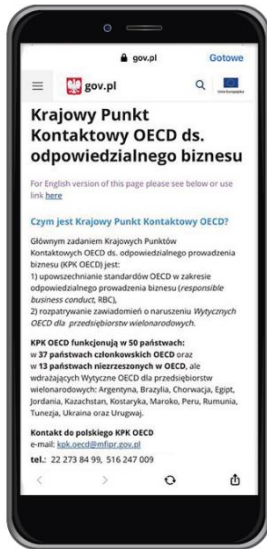 gov.pl
Gotowe
gov.pl
Unia Europejska
Krajowy Punkt
Kontaktowy OECD ds.
odpowiedzialnego biznesu
For English version of this page please see below or use
link here
Czym jest Krajowy Punkt Kontaktowy OECD?
Głównym zadaniem Krajowych Punktów
Kontaktowych OECD ds. odpowiedzialnego prowadzenia
biznesu (KPK OECD) jest:
1) upowszechnianie standardów OECD w zakresie
odpowiedzialnego prowadzenia biznesu (responsible
business conduct, RBC),
2) rozpatrywanie zawiadomień o naruszeniu Wytycznych
OECD dla przedsiębiorstw wielonarodowych.
KPK OECD funkcjonują w 50 państwach:
w 37 państwach członkowskich OECD oraz
w 13 państwach niezrzeszonych w OECD, ale
wdrażających Wytyczne OECD dla przedsiębiorstw
wielonarodowych: Argentyna, Brazylia, Chorwacja, Egipt,
Jordania, Kazachstan, Kostaryka, Maroko, Peru, Rumunia,
Tunezja, Ukraina oraz Urugwaj.
Kontakt do polskiego KPK OECD
e-mail: kpk.oecd@mfipr.gov.pl
tel.: 22 273 84 99, 516 247 009